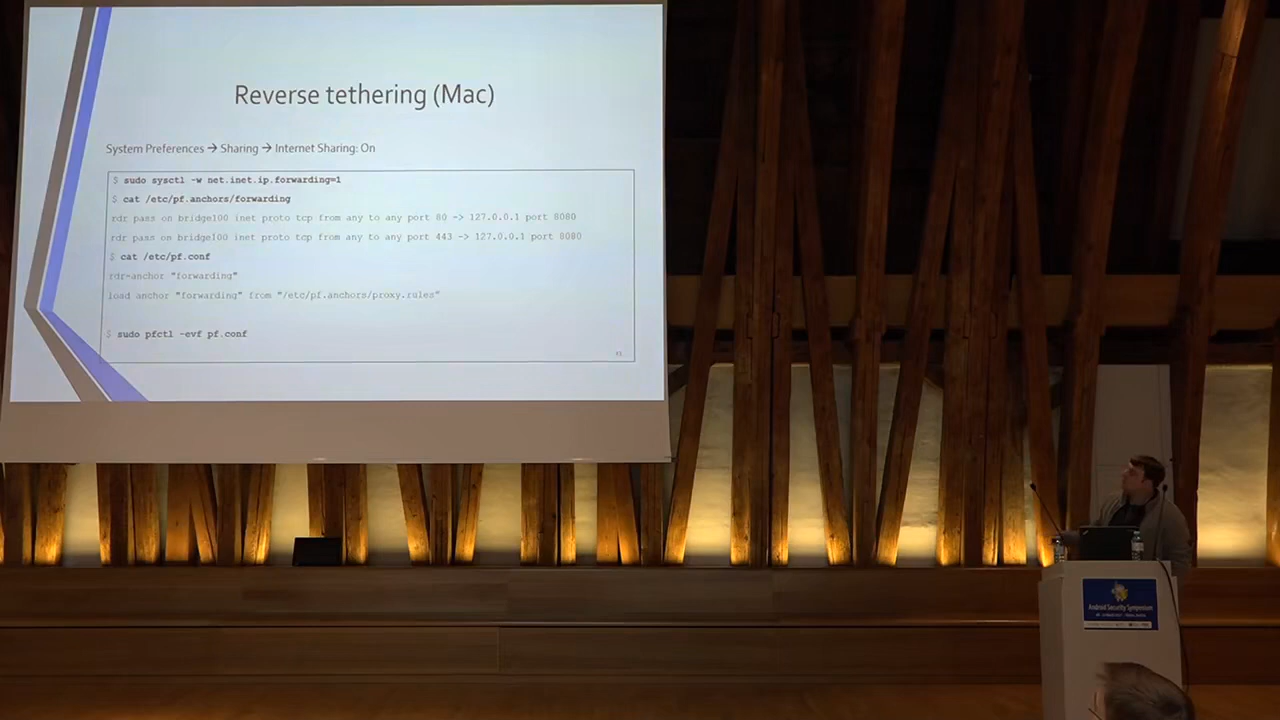 Reverse tethering (Mac)
System Preferences → Sharing → Internet Sharing: On
$ sudo sysctl -w net.inet.ip.forwarding=1
$ cat /etc/pf.anchors/forwarding
rdr pass on bridge100 inet proto tcp from any to any port 80 -> 127.0.0.1 port 8080
rdr pass on bridge100 inet proto tcp from any to any port 443 -> 127.0.0.1 port 8080
$ cat /etc/pf.conf
rdr-anchor "forwarding"
load anchor "forwarding" from "/etc/pf.anchors/proxy.rules"
$ sudo pfctl -evf pf.conf
Android Security Symposium